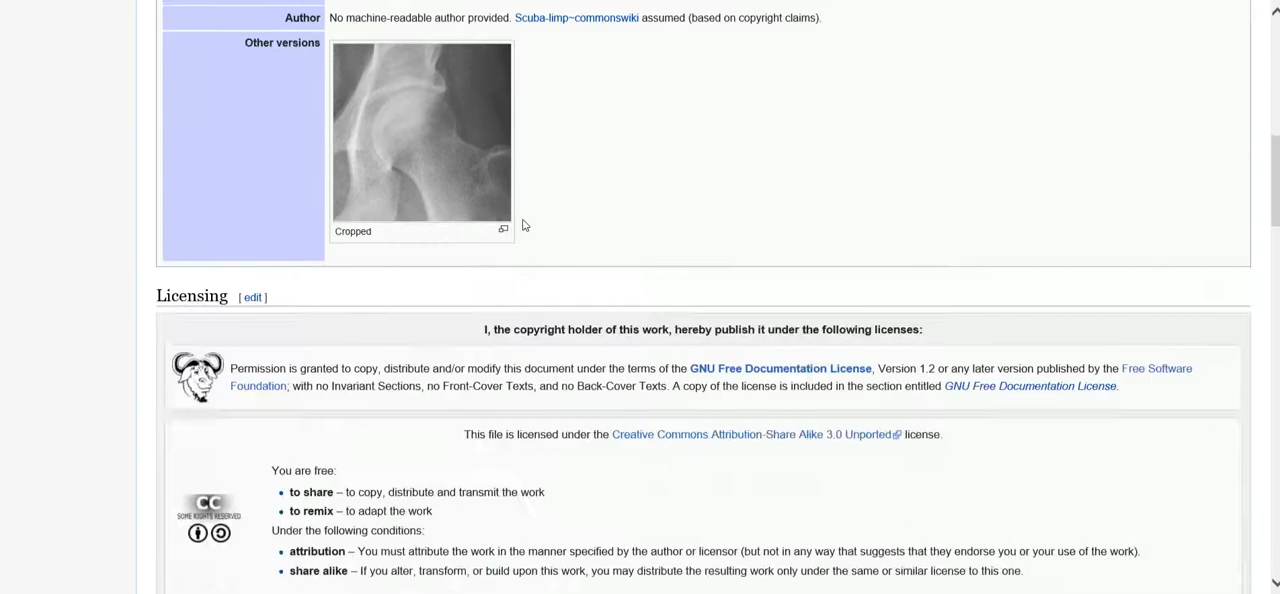 Author No machine-readable author provided. Scuba-limp~commonswiki assumed (based on copyright claims).
Other versions
Cropped
Licensing [ edit ]
I, the copyright holder of this work, hereby publish it under the following licenses:
Permission is granted to copy, distribute and/or modify this document under the terms of the GNU Free Documentation License, Version 1.2 or any later version published by the Free Software
Foundation; with no Invariant Sections, no Front-Cover Texts, and no Back-Cover Texts. A copy of the license is included in the section entitled GNU Free Documentation License.
This file is licensed under the Creative Commons Attribution-Share Alike 3.0 Unported license.
You are free:
• to share – to copy, distribute and transmit the work
CC
SOME RIGHTS RESERVED
• to remix – to adapt the work
Under the following conditions:
• attribution – You must attribute the work in the manner specified by the author or licensor (but not in any way that suggests that they endorse you or your use of the work).
• share alike – If you alter, transform, or build upon this work, you may distribute the resulting work only under the same or similar license to this one.